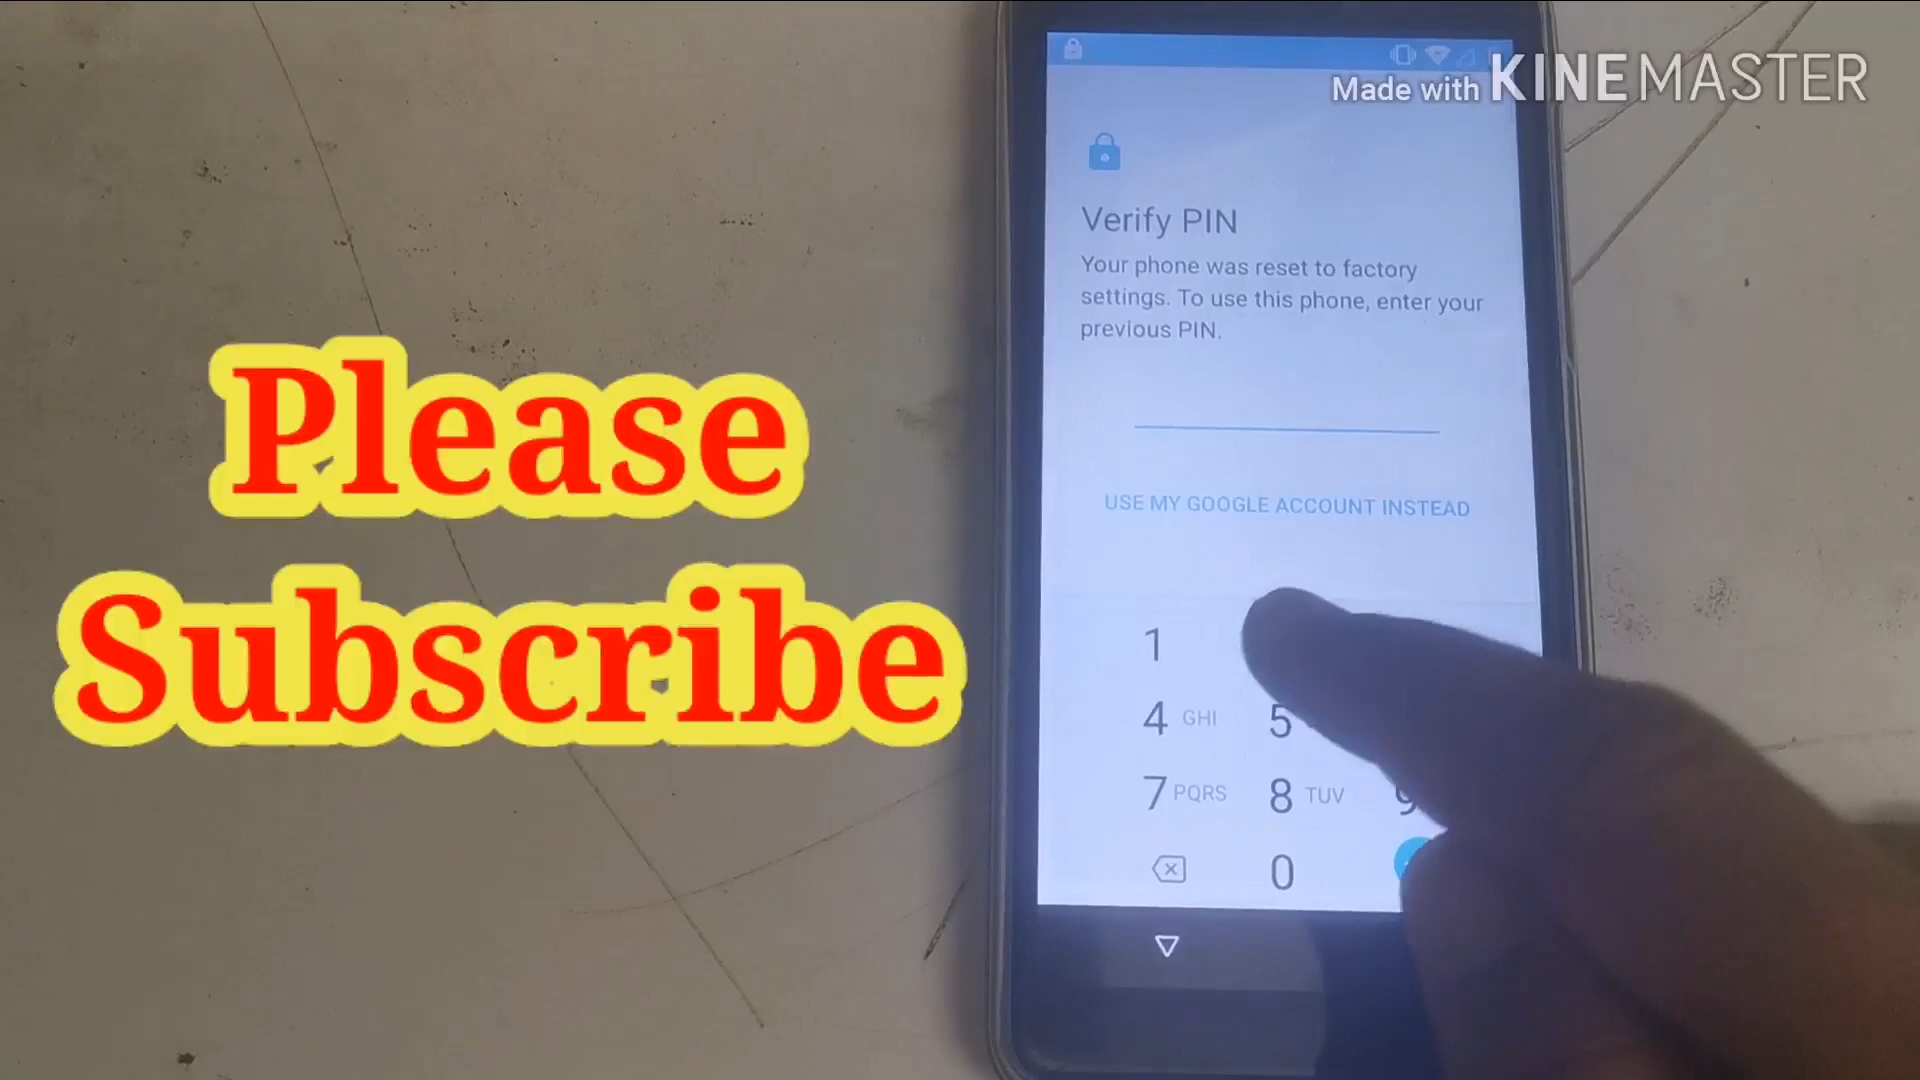 Made with KINEMASTER
Verify PIN
Your phone was reset to factory
settings. To use this phone, enter your
previous PIN.
USE MY GOOGLE ACCOUNT INSTEAD
Please
Subscribe
1
4 GHI 5
7 PQRS 8 TUV 9
0